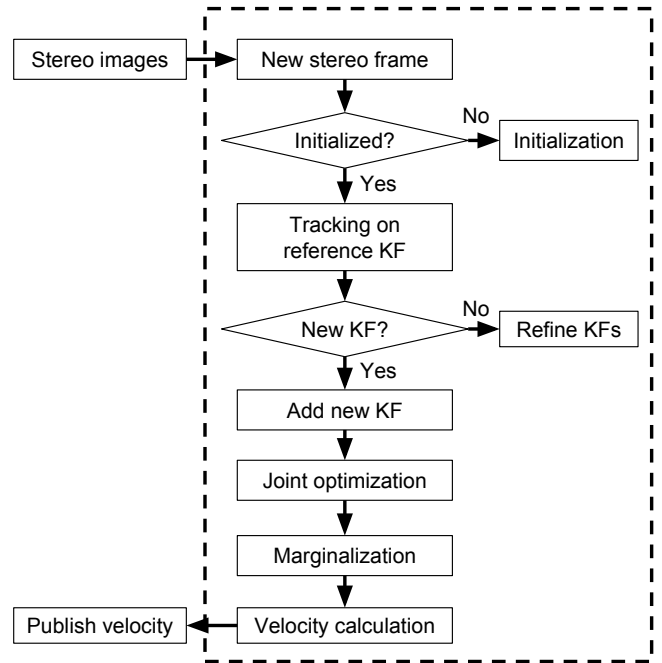 Stereo images
New stereo frame
Initialized?
No
Initialization
Yes
Tracking on
reference KF
New KF?
No
Refine KFs
Yes
Add new KF
Joint optimization
Marginalization
Velocity calculation
Publish velocity